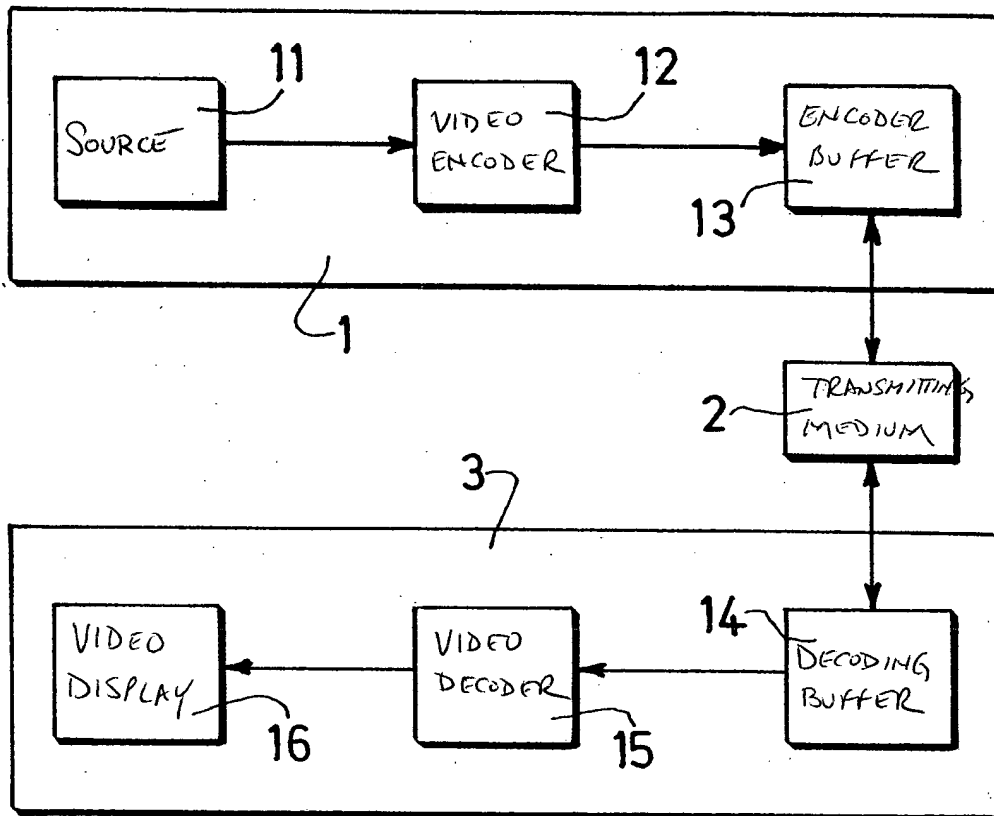 11
SOURCE
12
VIDEO
ENCODER
ENCODER
BUFFER
13
1
TRANSMITTING
MEDIUM
2
3
VIDEO
DISPLAY
16
VIDEO
DECODER
15
14
DECODING
BUFFER